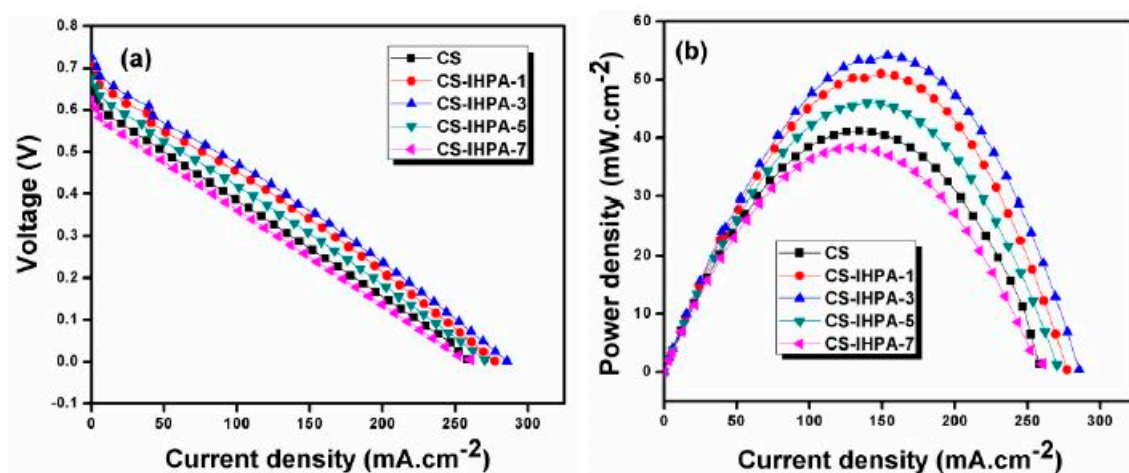 (a)
CS
CS-IHPA-1
CS-IHPA-3
CS-IHPA-5
CS-IHPA-7
Voltage (V)
0.8
0.7
0.6
0.5
0.4
0.3
0.2
0.1
0.0
-0.1
0 50 100 150 200 250 300
Current density (mA.cm-2)
(b)
CS
CS-IHPA-1
CS-IHPA-3
CS-IHPA-5
CS-IHPA-7
Power density (mW.cm-2)
60
50
40
30
20
10
0
0 50 100 150 200 250 300
Current density (mA.cm-2)